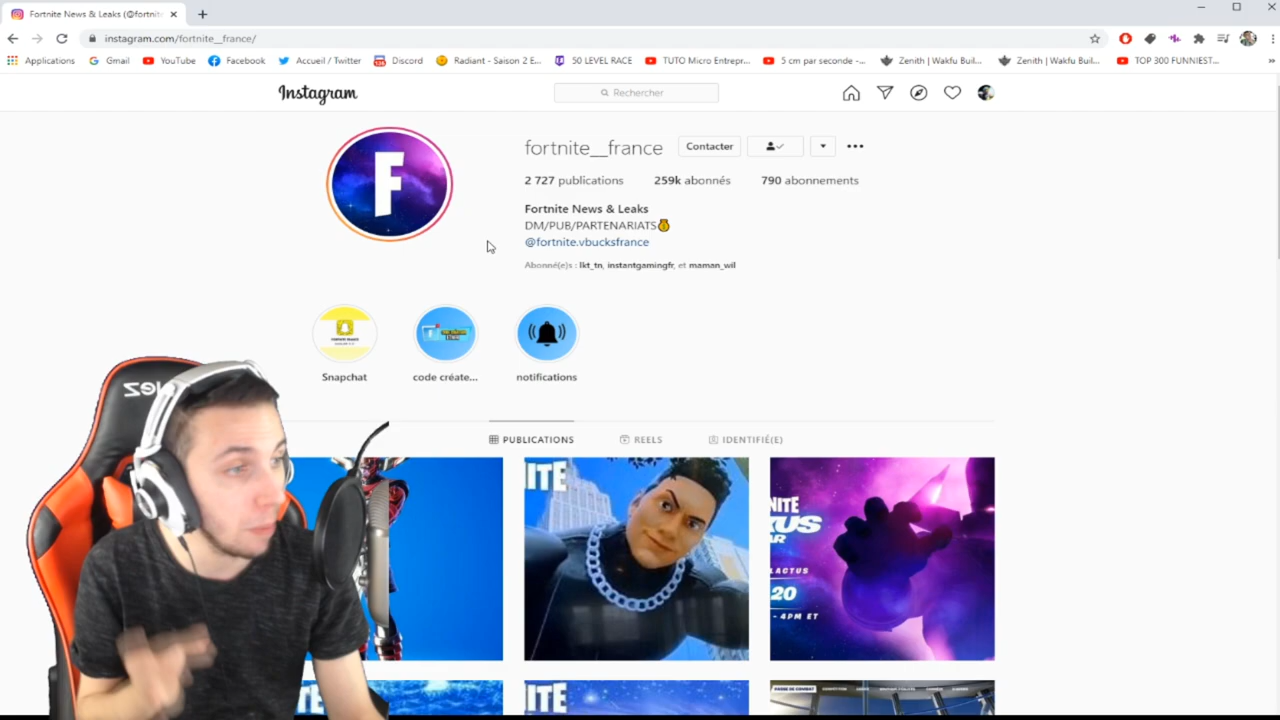 Fortnite News & Leaks (@fortnite
instagram.com/fortnite__france/
Applications Gmail YouTube Facebook Accueil / Twitter Discord Radiant - Saison 2 E... 50 LEVEL RACE TUTO Micro Entrepr... 5 cm par seconde -... Zenith | Wakfu Buil... Zenith | Wakfu Buil... TOP 300 FUNNIEST... »
Instagram
Rechercher
fortnite__france Contacter
2 727 publications 259k abonnés 790 abonnements
Fortnite News & Leaks
DM/PUB/PARTENARIATS💰
@fortnite.vbucksfrance
Abonné(e)s : lkt_tn, instantgamingfr, et maman_wil
Snapchat code créate... notifications
PUBLICATIONS REELS IDENTIFIÉ(E)
ITE
NITE
XUS
AR
LACTUS
20
- 4PM ET
ITE
ITE